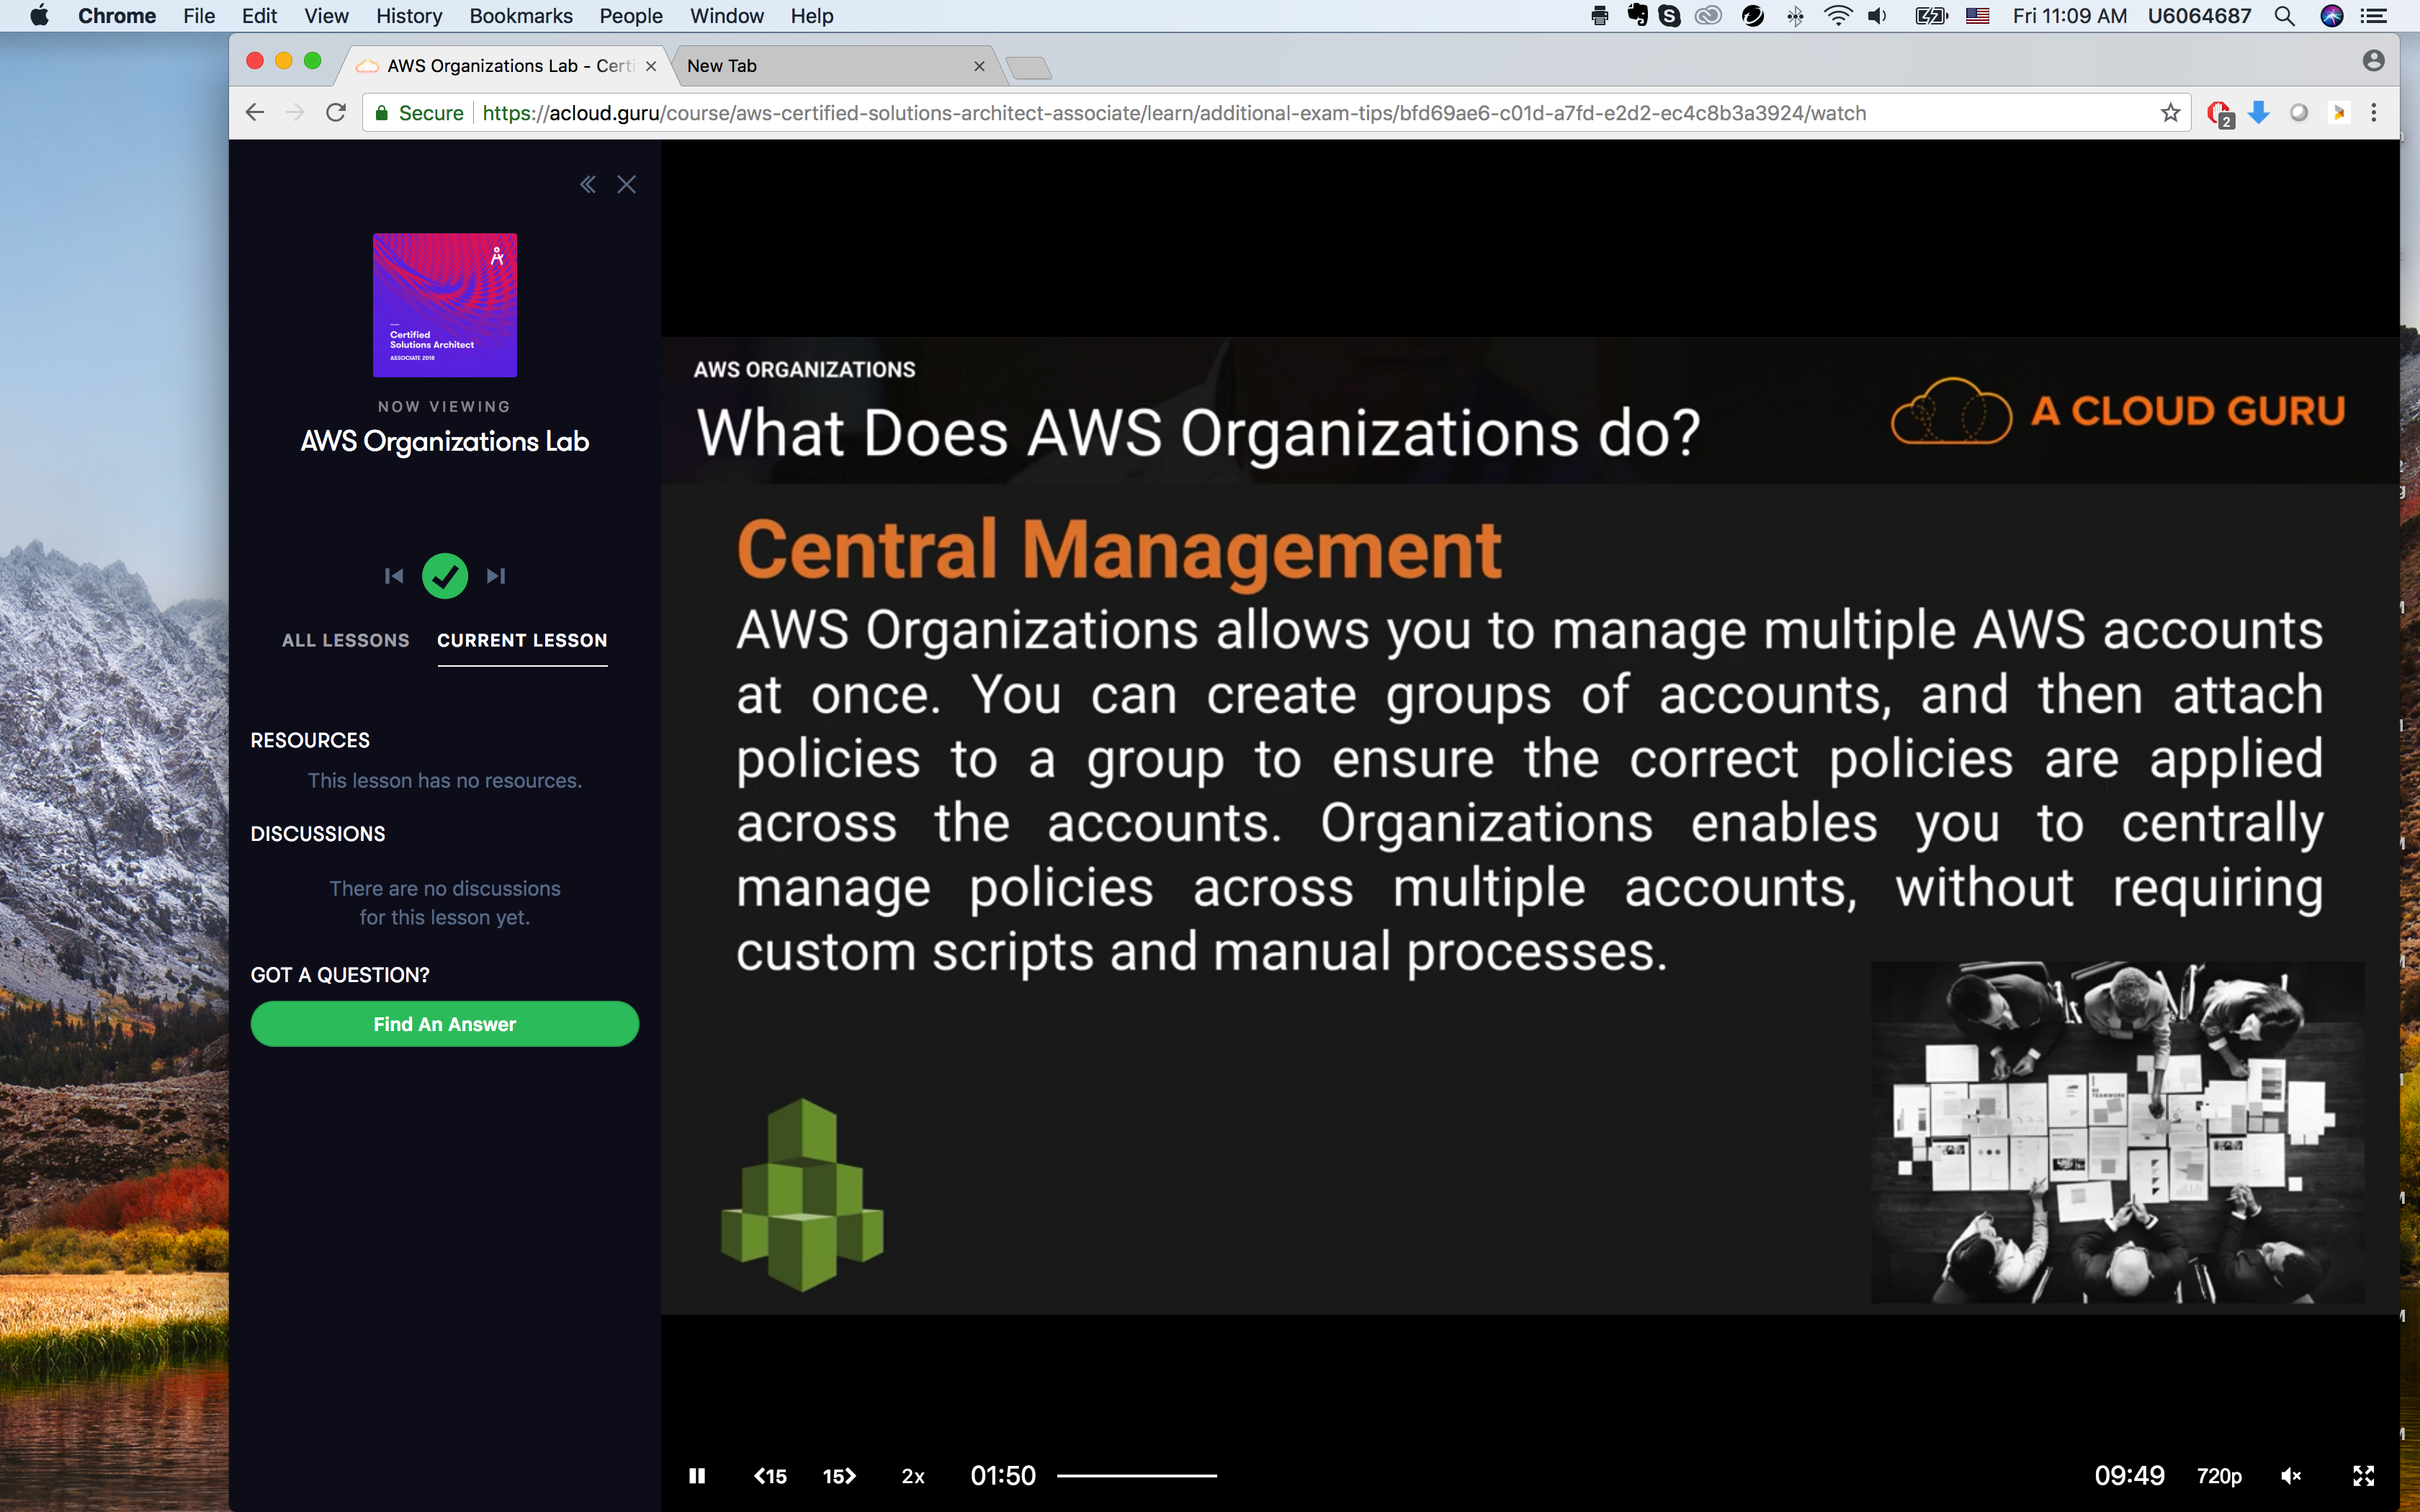 Chrome File Edit View History Bookmarks People Window Help
Fri 11:09 AM U6064687
AWS Organizations Lab - Certi
New Tab
Secure https://acloud.guru/course/aws-certified-solutions-architect-associate/learn/additional-exam-tips/bfd69ae6-c01d-a7fd-e2d2-ec4c8b3a3924/watch
2
Certified
Solutions Architect
ASSOCIATE 2018
NOW VIEWING
AWS Organizations Lab
ALL LESSONS CURRENT LESSON
RESOURCES
This lesson has no resources.
DISCUSSIONS
There are no discussions
for this lesson yet.
GOT A QUESTION?
Find An Answer
AWS ORGANIZATIONS
What Does AWS Organizations do?
A CLOUD GURU
Central Management
AWS Organizations allows you to manage multiple AWS accounts
at once. You can create groups of accounts, and then attach
policies to a group to ensure the correct policies are applied
across the accounts. Organizations enables you to centrally
manage policies across multiple accounts, without requiring
custom scripts and manual processes.
15 15 2x 01:50
09:49 720p